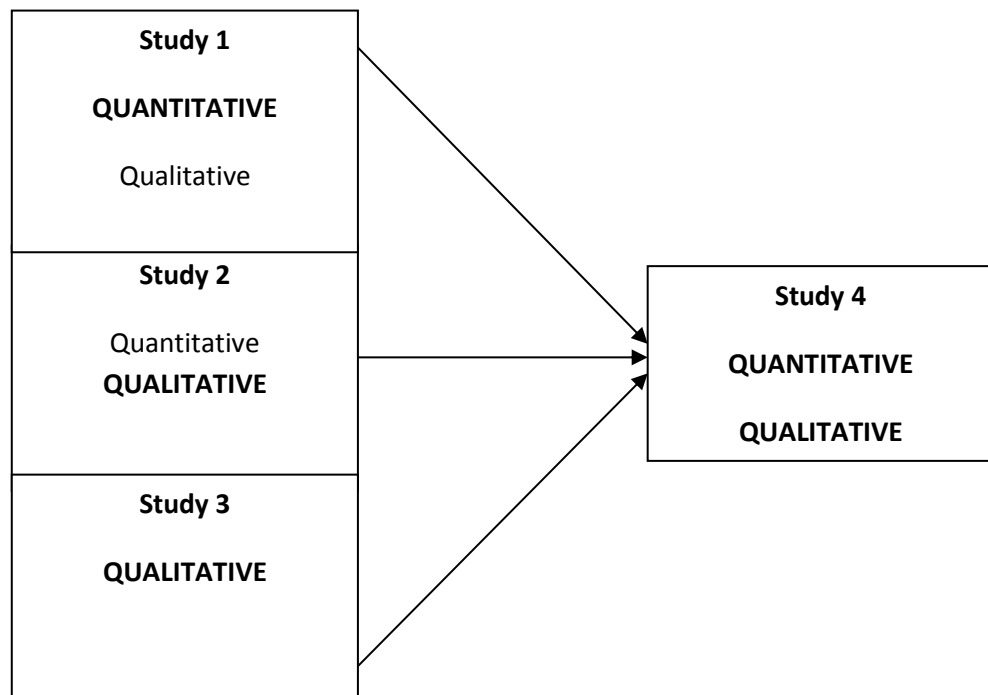 Study 1
QUANTITATIVE
Qualitative
Study 2
Quantitative
QUALITATIVE
Study 3
QUALITATIVE
Study 4
QUANTITATIVE
QUALITATIVE